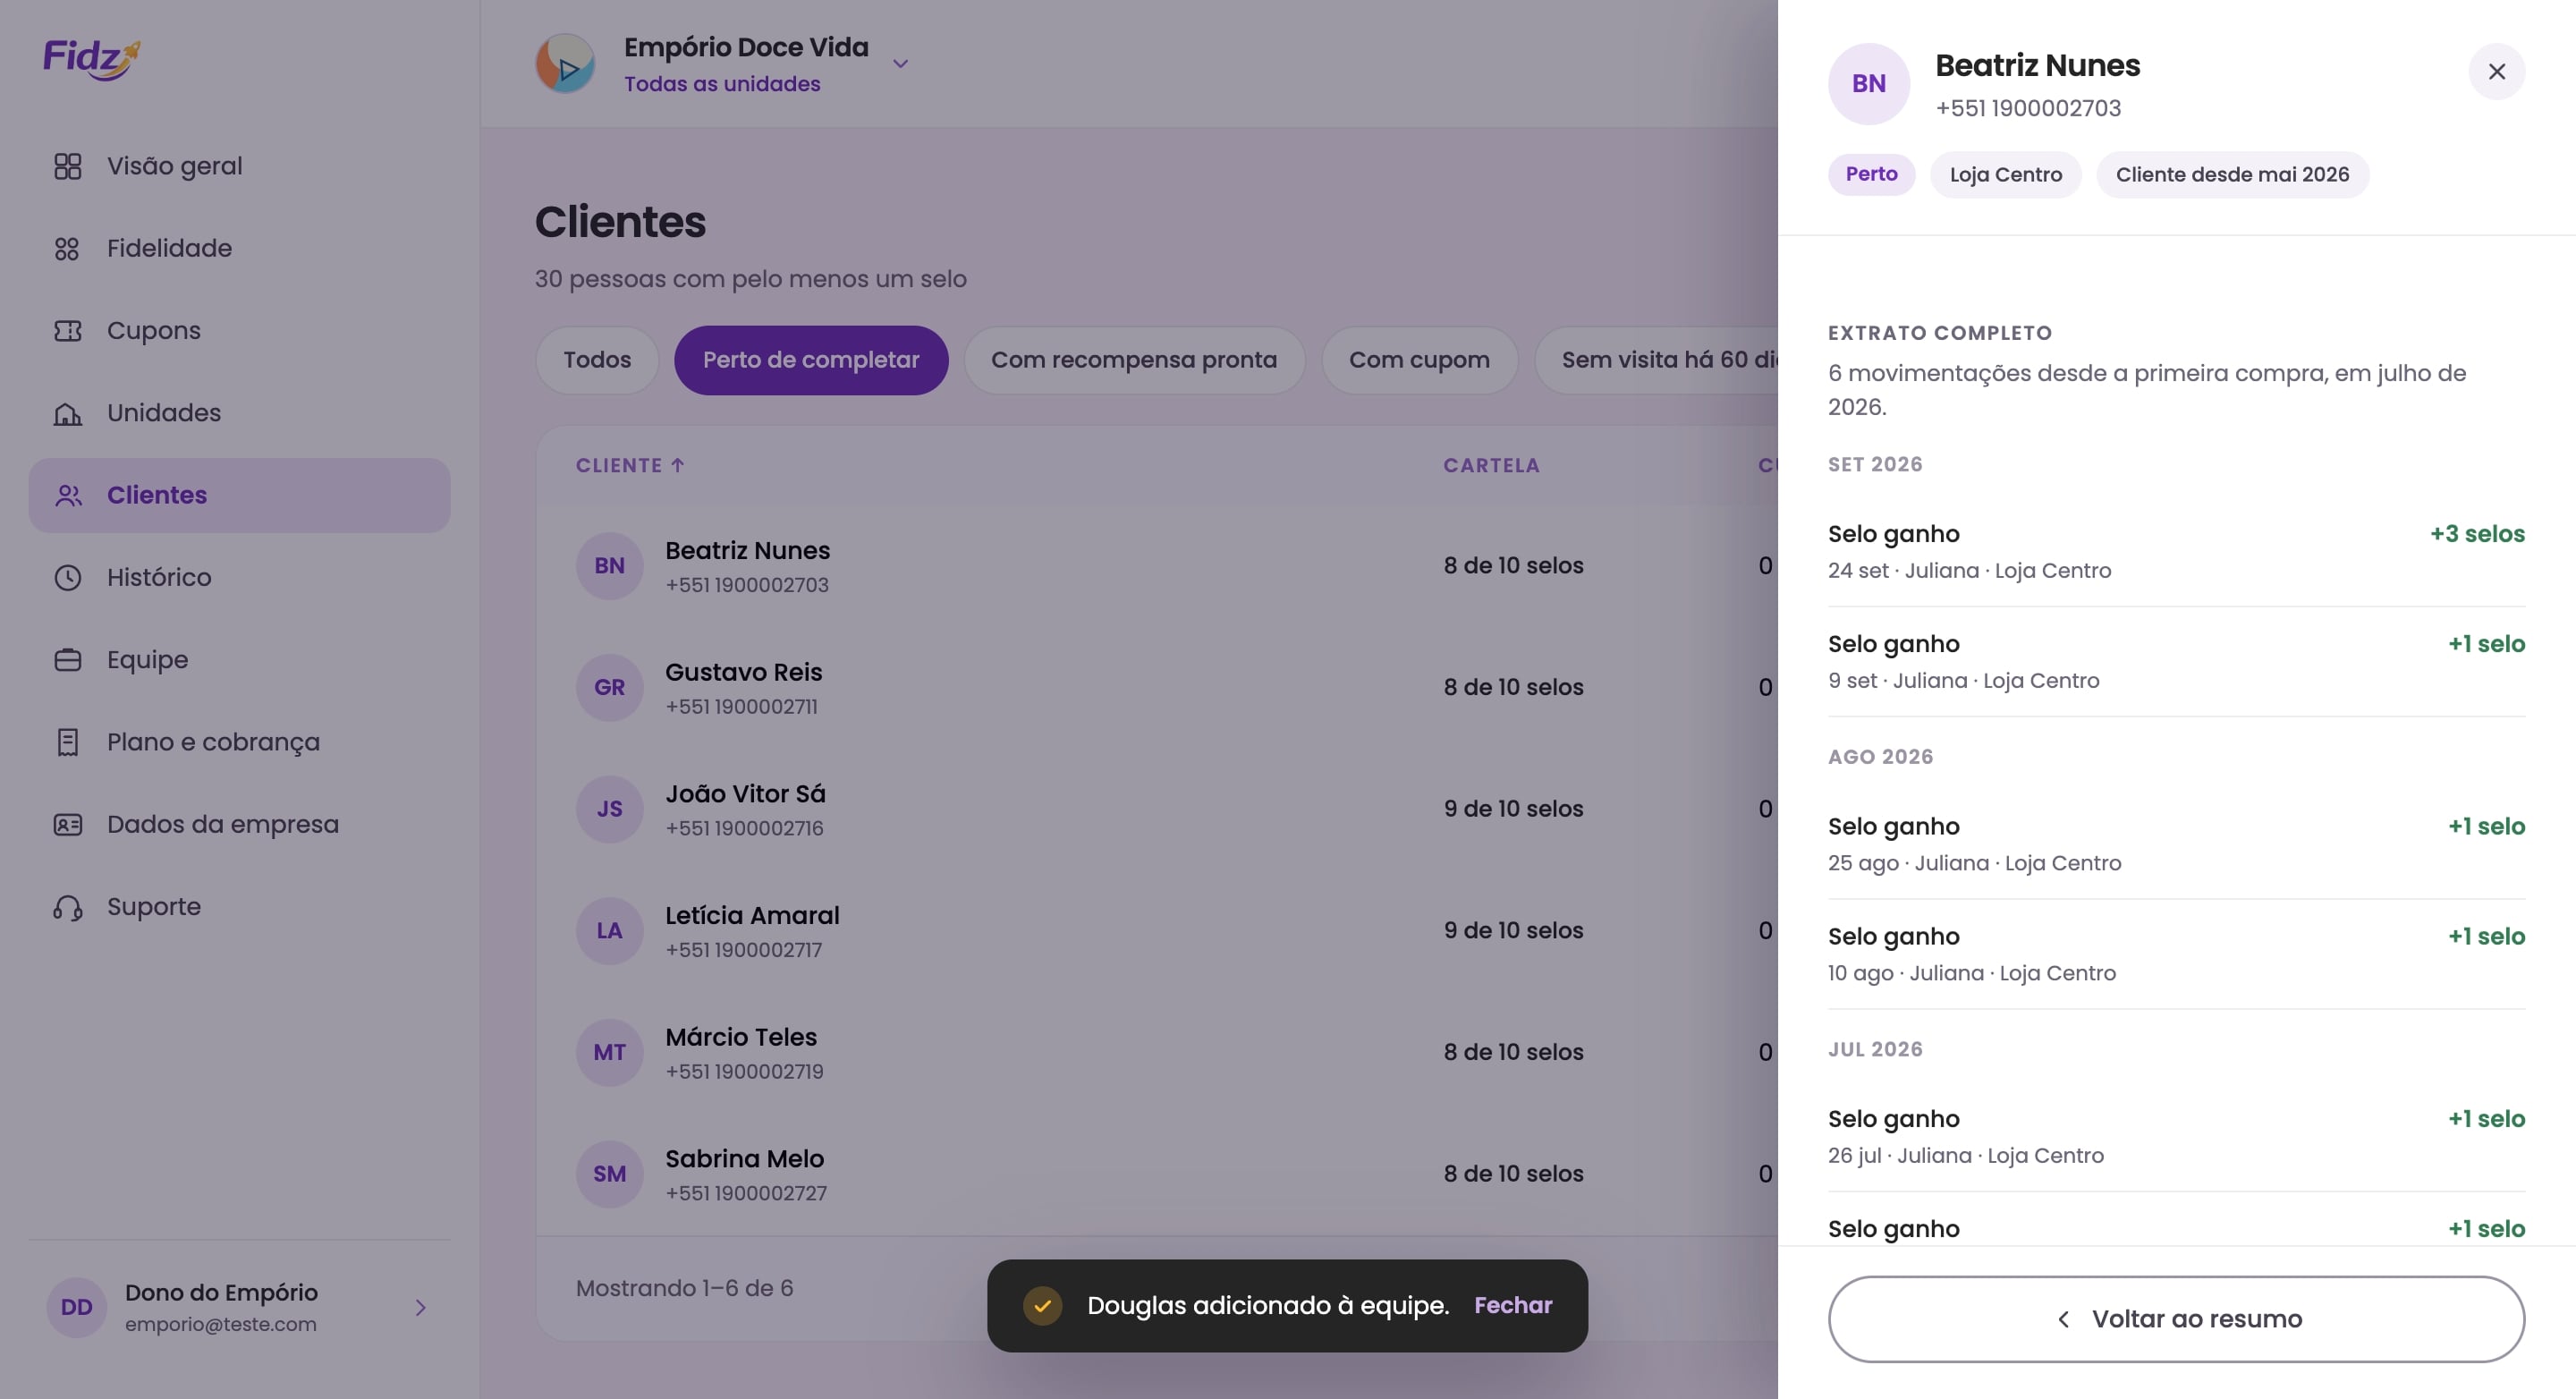 Fidz
Visão geral
Fidelidade
Cupons
Unidades
Clientes
Histórico
Equipe
Plano e cobrança
Dados da empresa
Suporte
DD
Dono do Empório
emporio@teste.com
Empório Doce Vida
Todas as unidades
Clientes
30 pessoas com pelo menos um selo
Todos
Perto de completar
Com recompensa pronta
Com cupom
Sem visita há 60
CLIENTE ↑
CARTELA
BN
Beatriz Nunes
+551 1900002703
8 de 10 selos
0
GR
Gustavo Reis
+551 1900002711
8 de 10 selos
0
JS
João Vitor Sá
+551 1900002716
9 de 10 selos
0
LA
Letícia Amaral
+551 1900002717
9 de 10 selos
0
MT
Márcio Teles
+551 1900002719
8 de 10 selos
0
SM
Sabrina Melo
+551 1900002727
8 de 10 selos
0
Mostrando 1–6 de 6
Douglas adicionado à equipe.
Fechar
BN
Beatriz Nunes
+551 1900002703
Perto
Loja Centro
Cliente desde mai 2026
EXTRATO COMPLETO
6 movimentações desde a primeira compra, em julho de
2026.
SET 2026
Selo ganho
+3 selos
24 set · Juliana · Loja Centro
Selo ganho
+1 selo
9 set · Juliana · Loja Centro
AGO 2026
Selo ganho
+1 selo
25 ago · Juliana · Loja Centro
Selo ganho
+1 selo
10 ago · Juliana · Loja Centro
JUL 2026
Selo ganho
+1 selo
26 jul · Juliana · Loja Centro
Selo ganho
+1 selo
Voltar ao resumo